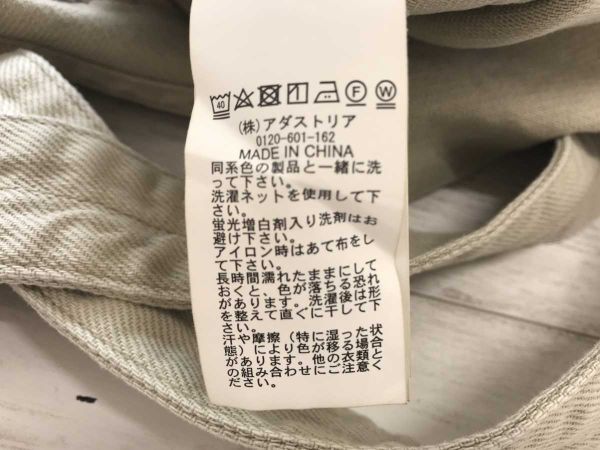 40 F W
(株)アダストリア
0120-601-162
MADE IN CHINA
同系色の製品と一緒に洗
って下さい。
洗濯ネットを使用して下
さい。
蛍光増白剤入り洗剤はお
避け下さい。
アイロン時はあて布をし
て下さい。
長時間濡れたままにして
おくと、色が落ちる恐れ
があります。洗濯後は形
を整えて直ぐに干して下
さい。
汗や摩擦（特に湿った状
態）により色が移る場合
があります。他の衣類と
の組み合わせにご注意く
ださい。